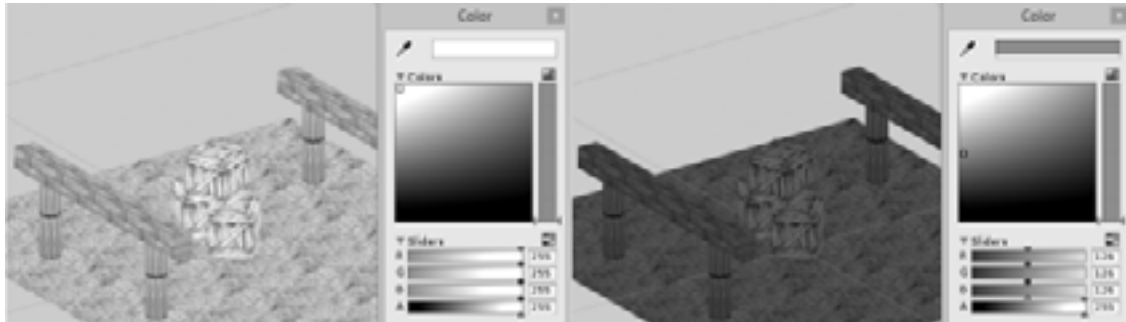 Color
Colors
Sliders
R 255
G 255
B 255
A 255
Color
Colors
Sliders
R 126
G 126
B 126
A 255